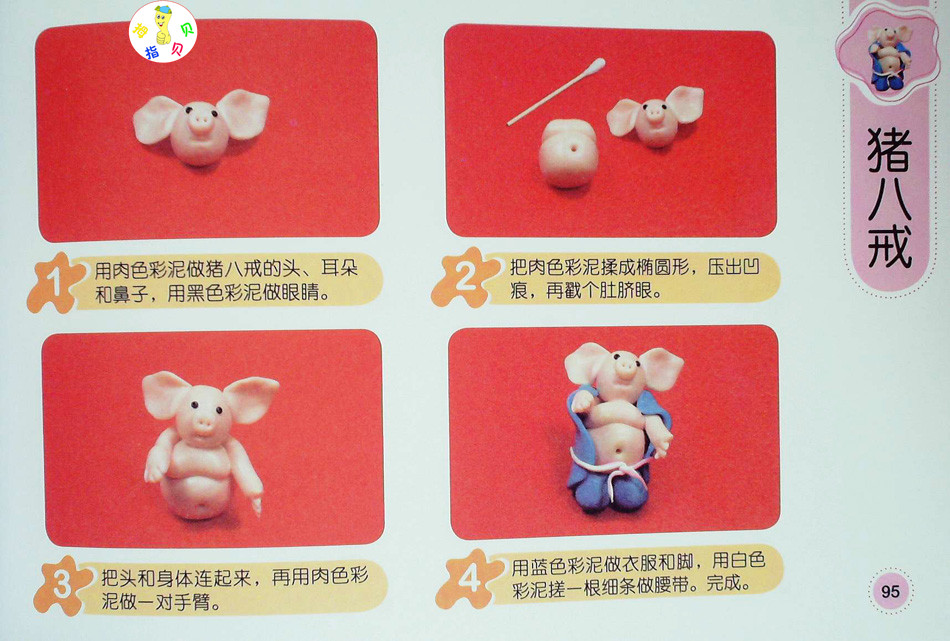 吉
指
贝
贝
猪八戒
1
用肉色彩泥做猪八戒的头、耳朵
和鼻子，用黑色彩泥做眼睛。
2
把肉色彩泥揉成椭圆形，压出凹
痕，再戳个肚脐眼。
3
把头和身体连起来，再用肉色彩
泥做一对手臂。
4
用蓝色彩泥做衣服和脚，用白色
彩泥搓一根细条做腰带。完成。
95